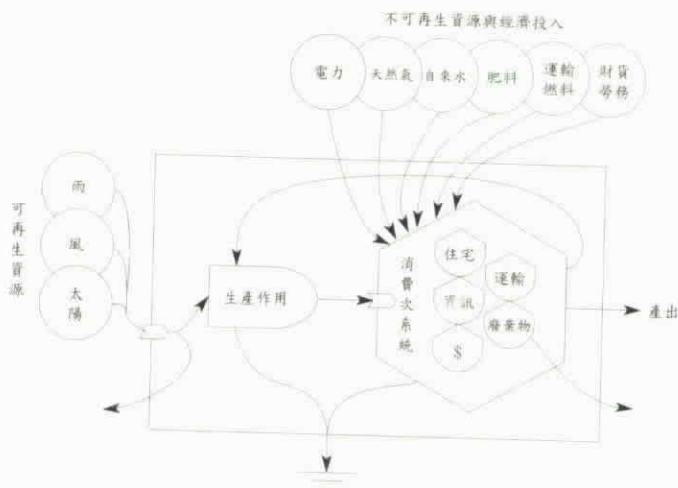 不可再生資源與經濟投入
電力
天然氣
自來水
肥料
運輸
燃料
財貨
勞務
可再生資源
雨
風
太陽
生產作用
消費次系統
住宅
運輸
資訊
廢棄物
$
產出